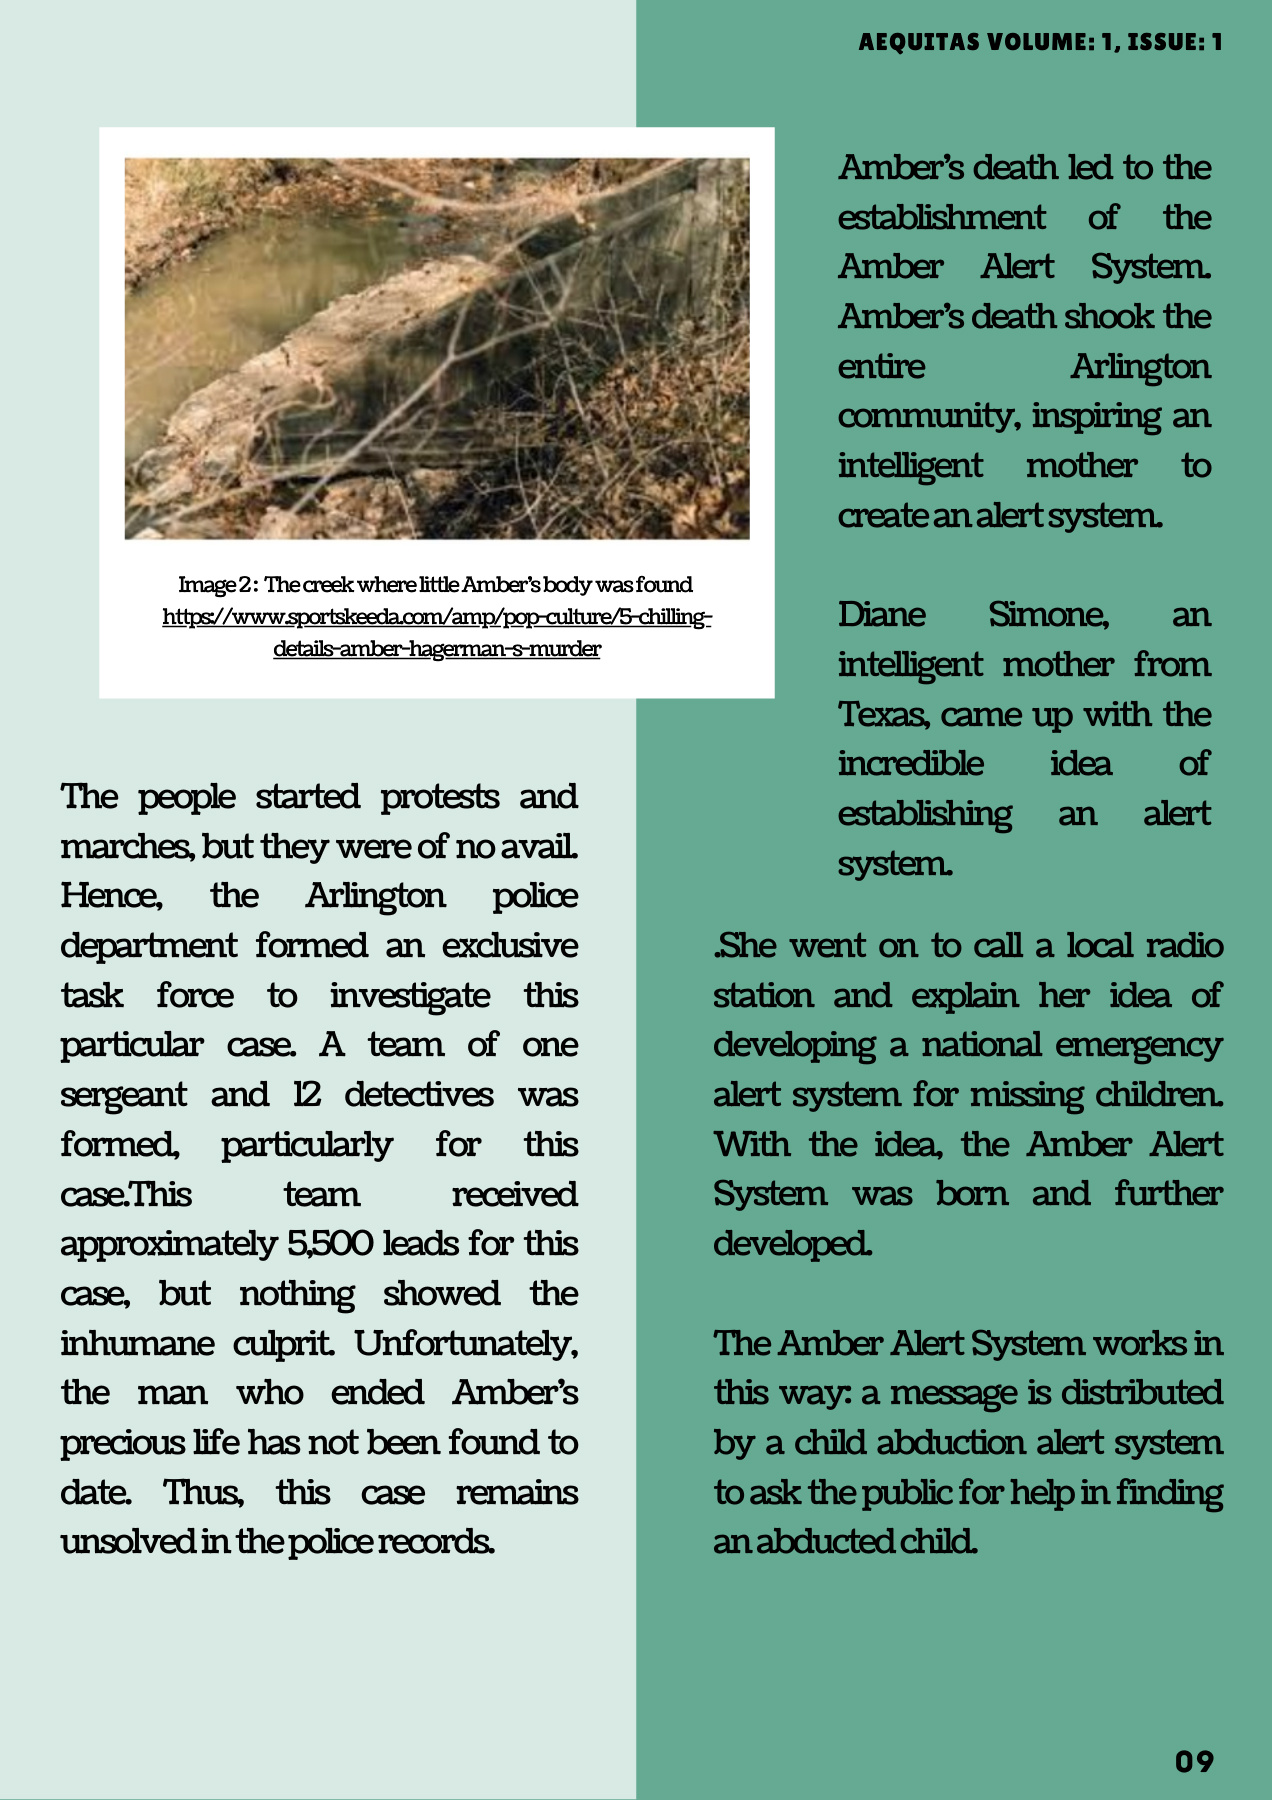 AEQUITAS VOLUME: 1, ISSUE: 1
Image 2 : The creek where little Amber's body was found
https://www.sportskeeda.com/amp/pop-culture/5-chilling-
details-amber-hagerman-s-murder
The people started protests and
marches, but they were of no avail.
Hence, the Arlington police
department formed an exclusive
task force to investigate this
particular case. A team of one
sergeant and 12 detectives was
formed, particularly for this
case.This team received
approximately 5,500 leads for this
case, but nothing showed the
inhumane culprit. Unfortunately,
the man who ended Amber's
precious life has not been found to
date. Thus, this case remains
unsolved in the police records.
Amber's death led to the
establishment of the
Amber Alert System.
Amber's death shook the
entire Arlington
community, inspiring an
intelligent mother to
create an alert system.
Diane Simone, an
intelligent mother from
Texas, came up with the
incredible idea of
establishing an alert
system.
.She went on to call a local radio
station and explain her idea of
developing a national emergency
alert system for missing children.
With the idea, the Amber Alert
System was born and further
developed.
The Amber Alert System works in
this way: a message is distributed
by a child abduction alert system
to ask the public for help in finding
an abducted child.
09